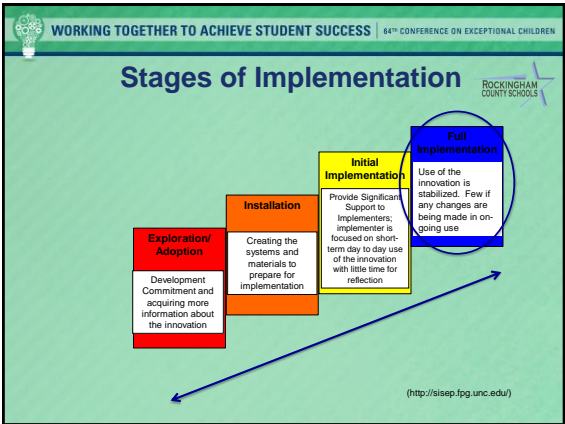 WORKING TOGETHER TO ACHIEVE STUDENT SUCCESS | 64TH CONFERENCE ON EXCEPTIONAL CHILDREN
Stages of Implementation
ROCKINGHAM
COUNTY SCHOOLS
Exploration/
Adoption
Development
Commitment and
acquiring more
information about
the innovation
Installation
Creating the
systems and
materials to
prepare for
implementation
Initial
Implementation
Provide Significant
Support to
Implementers;
implementer is
focused on short-
term day to day use
of the innovation
with little time for
reflection
Full
Implementation
Use of the
innovation is
stabilized. Few if
any changes are
being made in on-
going use
(http://sisep.fpg.unc.edu/)